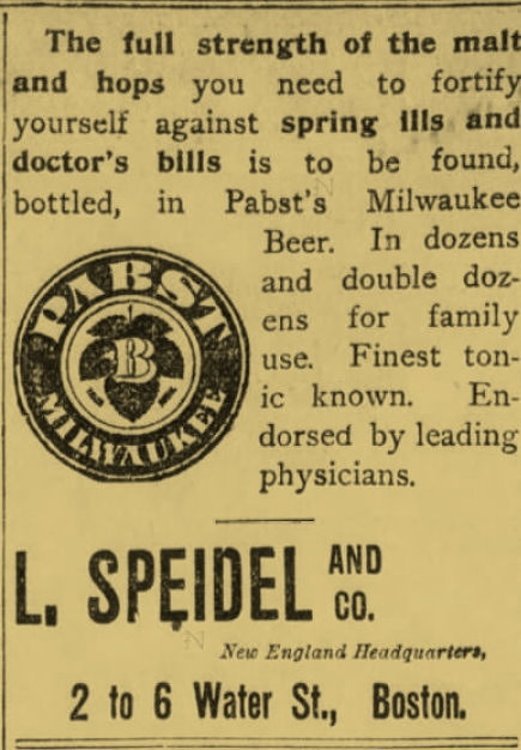 The full strength of the malt
and hops you need to fortify
yourself against spring ills and
doctor's bills is to be found,
bottled, in Pabst's Milwaukee
Beer. In dozens
and double doz-
ens for family
use. Finest ton-
ic known. En-
dorsed by leading
physicians.
PABST
B
MILWAUKEE
L. SPEIDEL AND
CO.
New England Headquarters,
2 to 6 Water St., Boston.